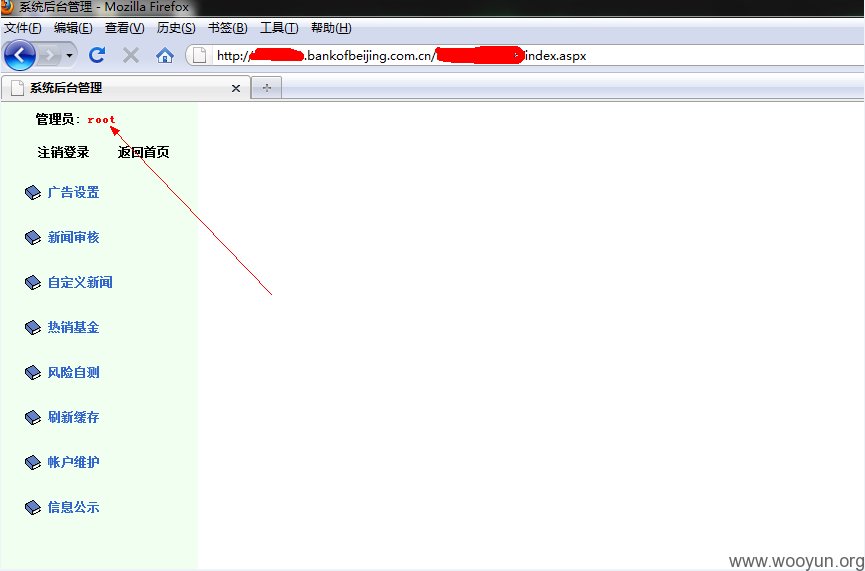 系统后台管理 - Mozilla Firefox
文件(F) 编辑(E) 查看(V) 历史(S) 书签(B) 工具(T) 帮助(H)
http:/ .bankofbeijing.com.cn/ index.aspx
系统后台管理
管理员: root
注销登录 返回首页
广告设置
新闻审核
自定义新闻
热销基金
风险自测
刷新缓存
帐户维护
信息公示
www.wooyun.org